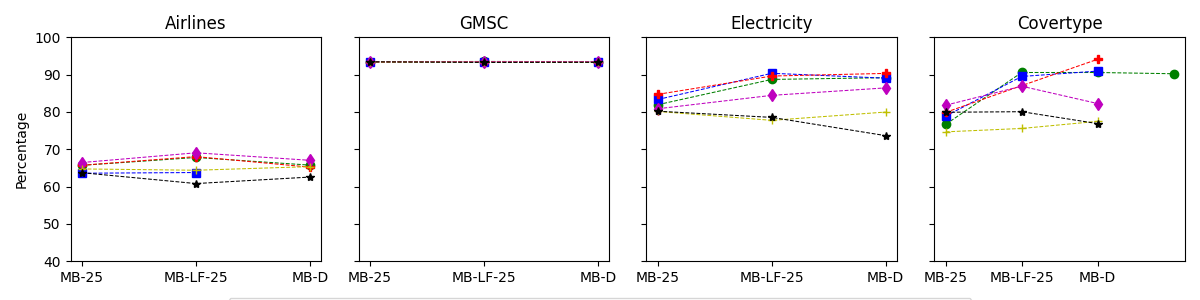 Airlines
GMSC
Electricity
Covertype
Percentage
100
90
80
70
60
50
40
MB-25
MB-LF-25
MB-D
MB-25
MB-LF-25
MB-D
MB-25
MB-LF-25
MB-D
MB-25
MB-LF-25
MB-D